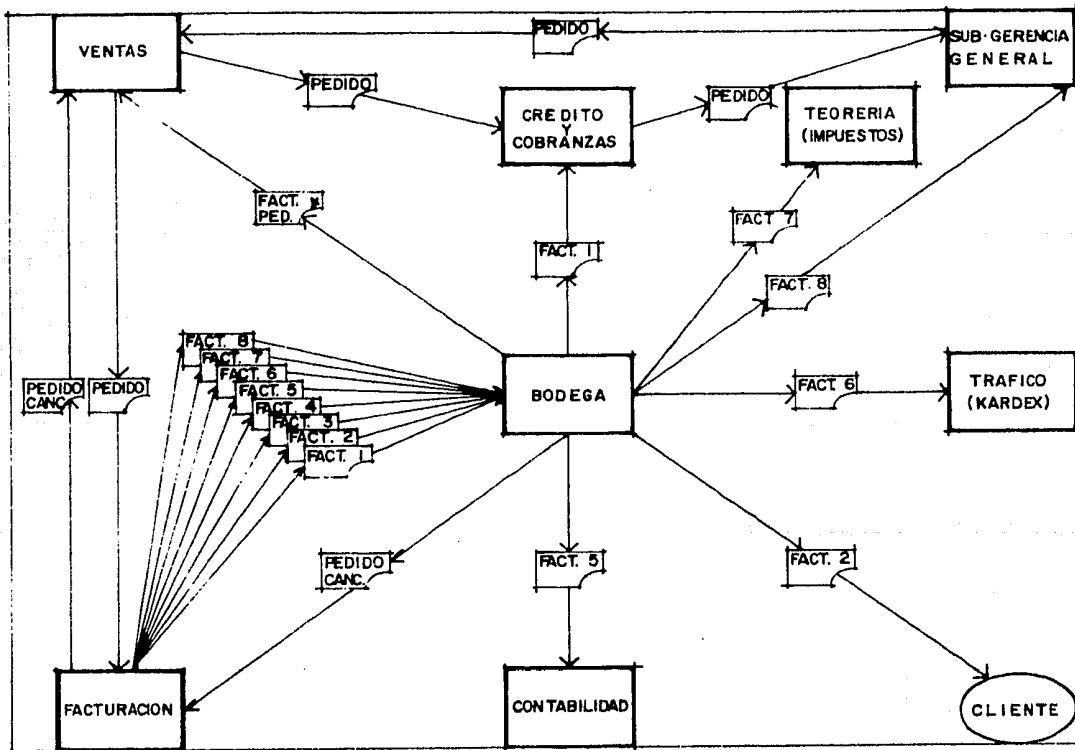 PEDIDO
VENTAS
SUB-GERENCIA
GENERAL
PEDIDO
PEDIDO
CREDITO
Y
COBRANZAS
TEORERIA
(IMPUESTOS)
FACT.
PED.
FACT 7
FACT. 1
FACT. 8
FACT. 8
FACT. 7
FACT. 6
FACT. 5
FACT. 4
FACT. 3
FACT. 2
FACT. 1
PEDIDO
CANC.
PEDIDO
BODEGA
FACT 6
TRAFICO
(KARDEX)
PEDIDO
CANC.
FACT. 5
FACT. 2
FACTURACION
CONTABILIDAD
CLIENTE